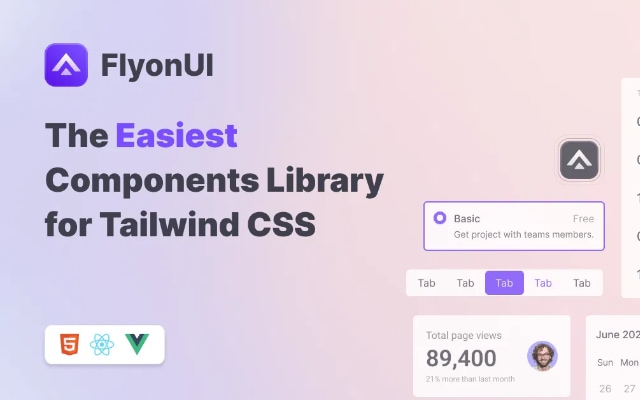 FlyonUI
The Easiest
Components Library
for Tailwind CSS
Basic Free
Get project with teams members.
Tab Tab Tab Tab Tab
Total page views
89,400
21% more than last month
June 202
Sun Mon
26 27